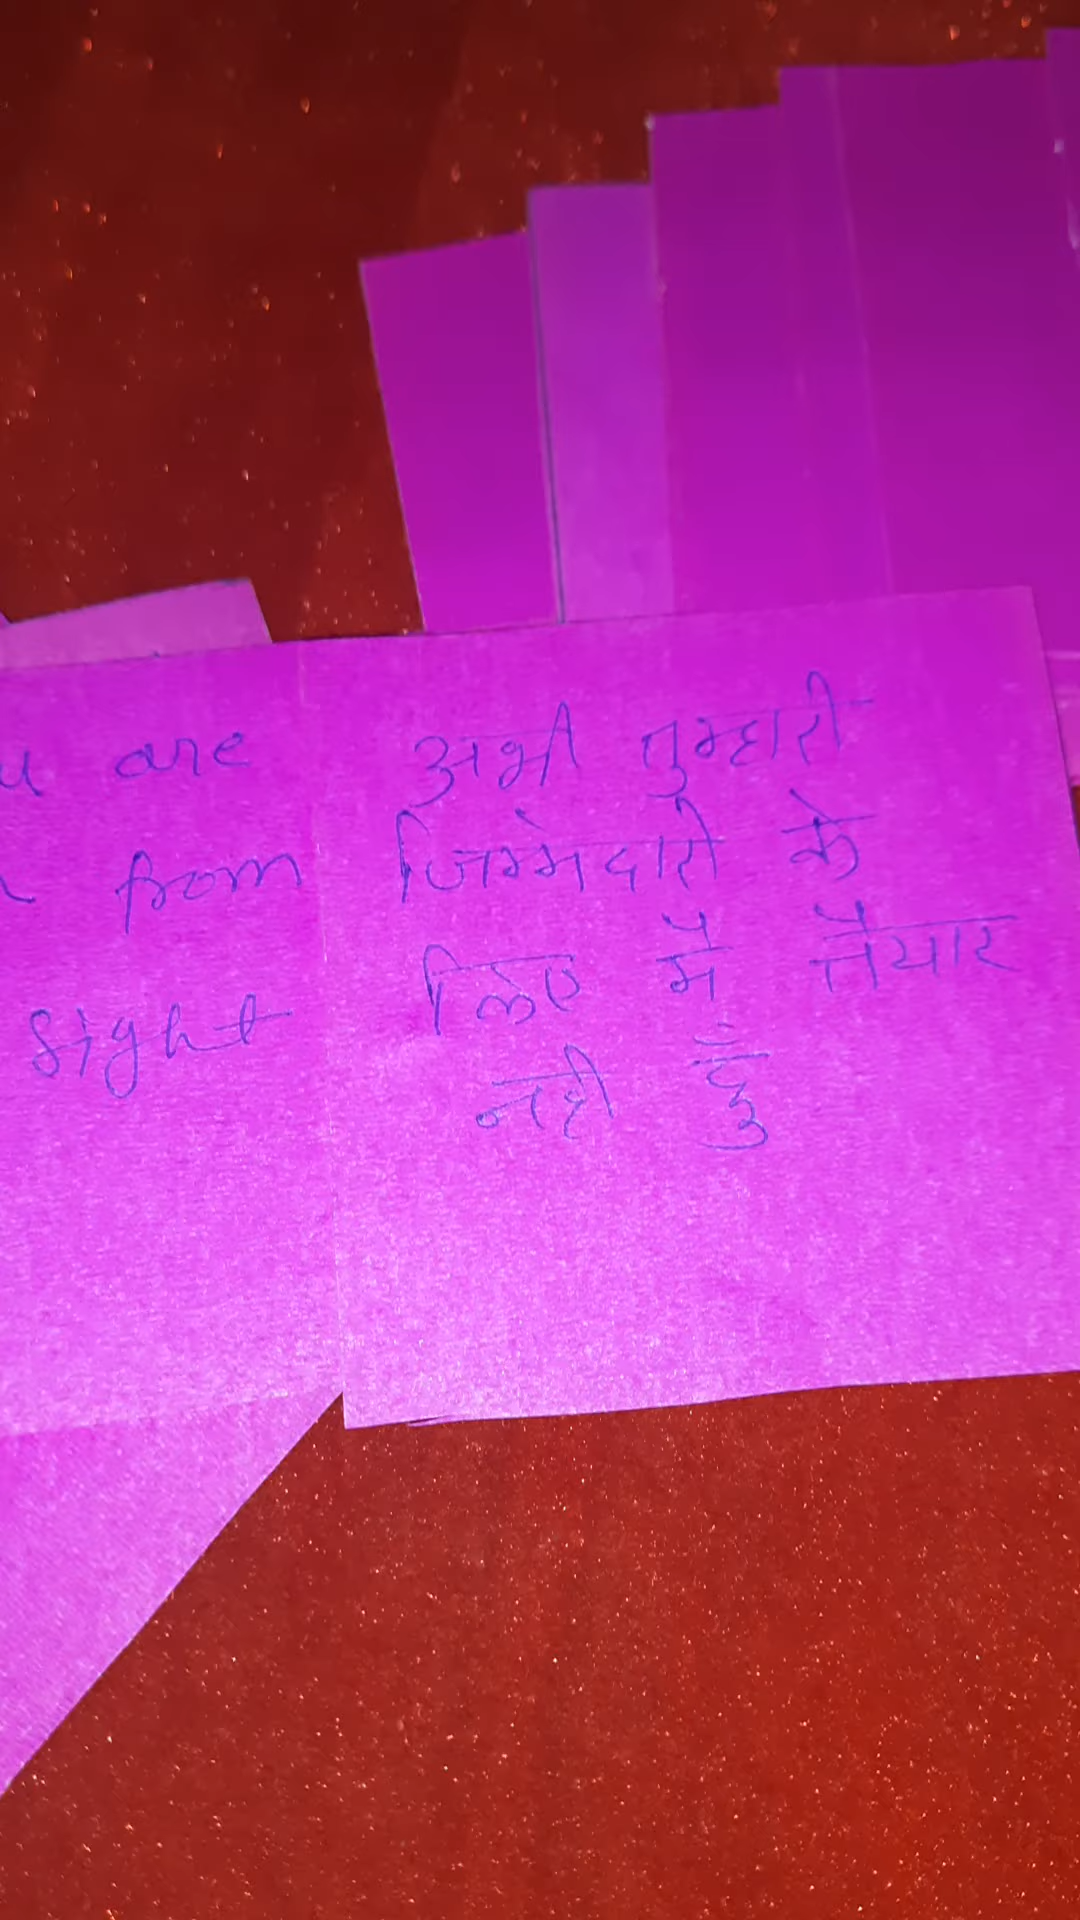 are
from
sight
अभी तुम्हारी
जिम्मेदारी के
लिए मैं तैयार
नही हूँ